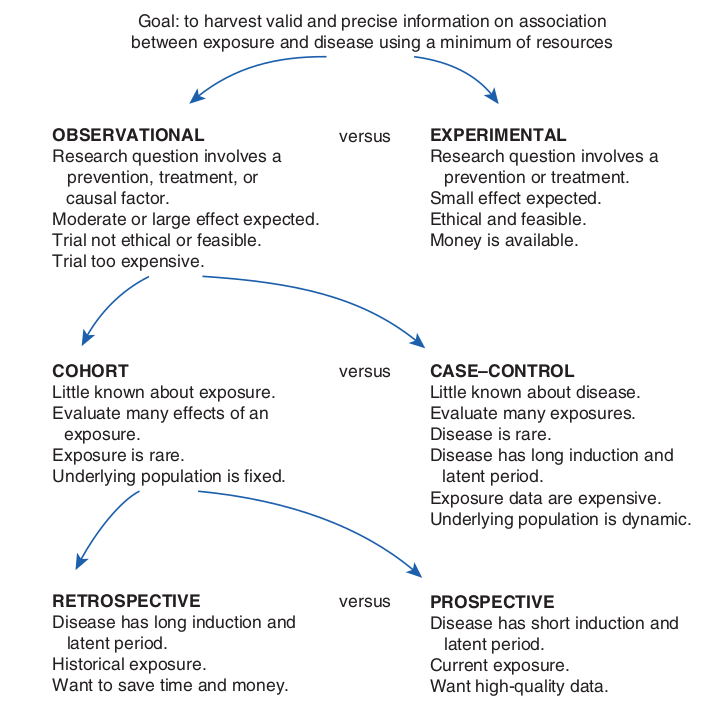 Goal: to harvest valid and precise information on association
between exposure and disease using a minimum of resources
OBSERVATIONAL
Research question involves a
prevention, treatment, or
causal factor.
Moderate or large effect expected.
Trial not ethical or feasible.
Trial too expensive.
versus
EXPERIMENTAL
Research question involves a
prevention or treatment.
Small effect expected.
Ethical and feasible.
Money is available.
COHORT
Little known about exposure.
Evaluate many effects of an
exposure.
Exposure is rare.
Underlying population is fixed.
versus
CASE–CONTROL
Little known about disease.
Evaluate many exposures.
Disease is rare.
Disease has long induction and
latent period.
Exposure data are expensive.
Underlying population is dynamic.
RETROSPECTIVE
Disease has long induction and
latent period.
Historical exposure.
Want to save time and money.
versus
PROSPECTIVE
Disease has short induction and
latent period.
Current exposure.
Want high-quality data.